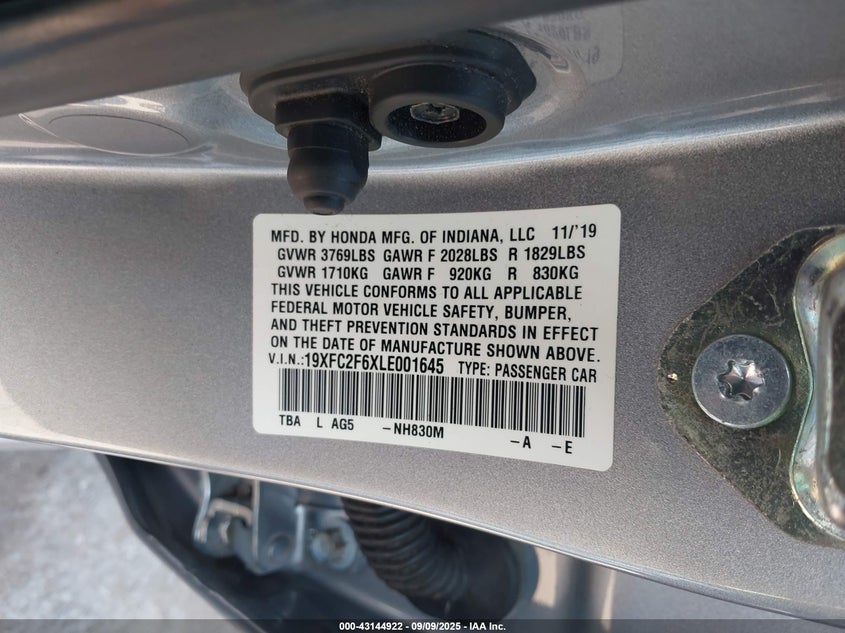 MFD. BY HONDA MFG. OF INDIANA, LLC 11/'19
GVWR 3769LBS GAWR F 2028LBS R 1829LBS
GVWR 1710KG GAWR F 920KG R 830KG
THIS VEHICLE CONFORMS TO ALL APPLICABLE
FEDERAL MOTOR VEHICLE SAFETY, BUMPER,
AND THEFT PREVENTION STANDARDS IN EFFECT
ON THE DATE OF MANUFACTURE SHOWN ABOVE.
V.I.N.:19XFC2F6XLE001645 TYPE: PASSENGER CAR
TBA L AG5 -NH830M -A -E
000-43144922 - 09/09/2025 - IAA Inc.